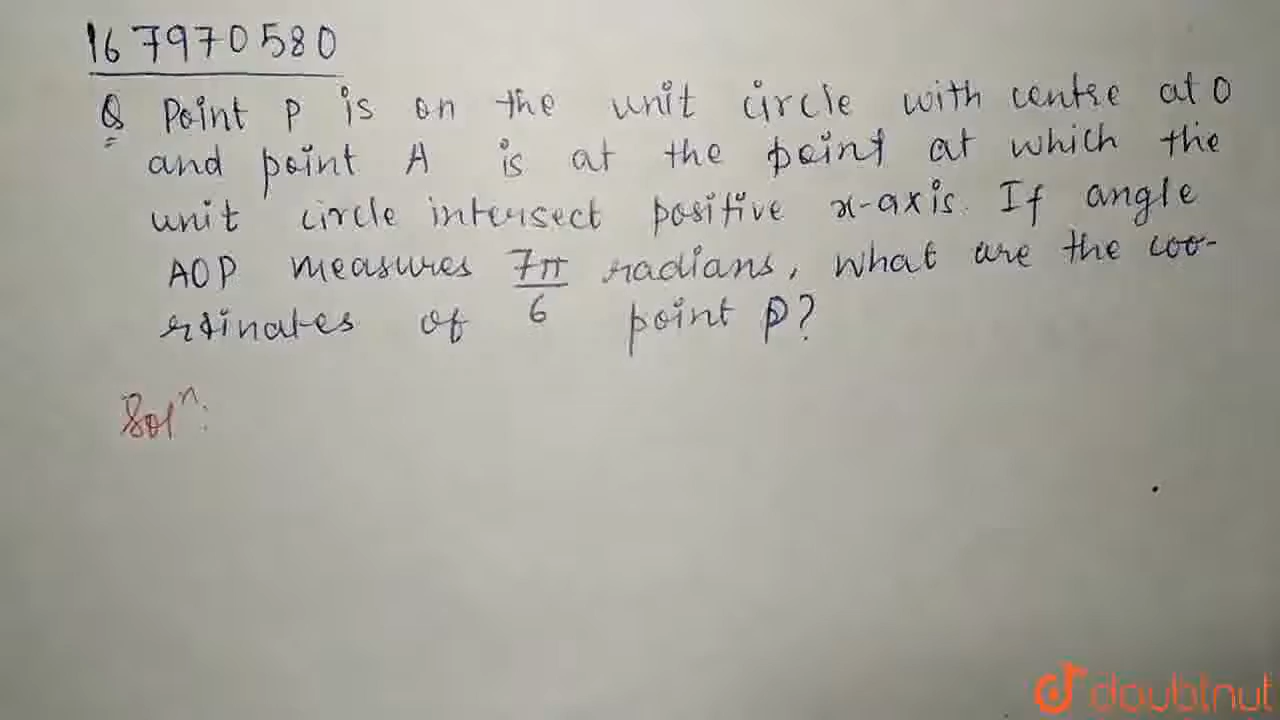 167970580
Q Point P is on the unit circle with centre at O
and point A is at the point at which the
unit circle intersect positive x-axis. If angle
AOP measures 7π/6 radians, what are the coo-
rdinates of point P?
Solⁿ:
doubtnut